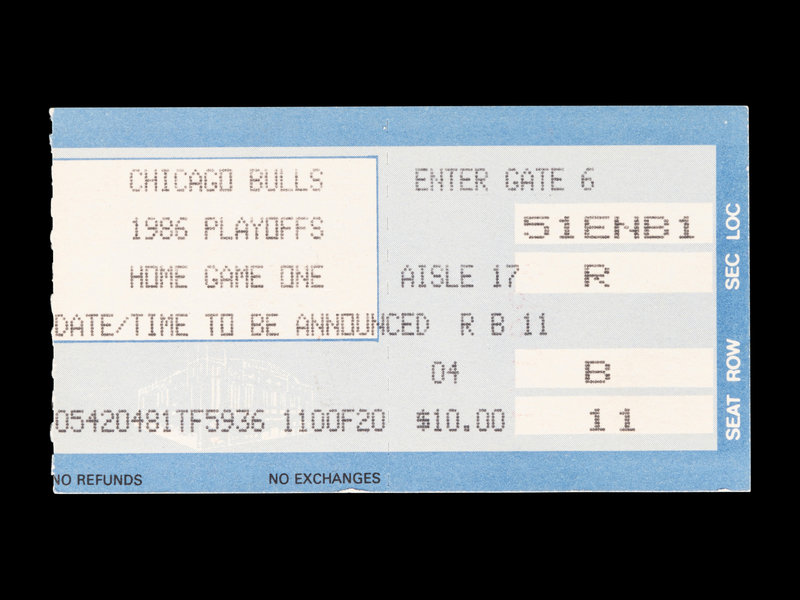 CHICAGO BULLS ENTER GATE 6
1986 PLAYOFFS 51ENB1 LOC
HOME GAME ONE AISLE 17 R SEC
DATE/TIME TO BE ANNOUNCED R B 11
04 B ROW
05420481TF5936 1100F20 $10.00 11 SEAT
NO REFUNDS NO EXCHANGES